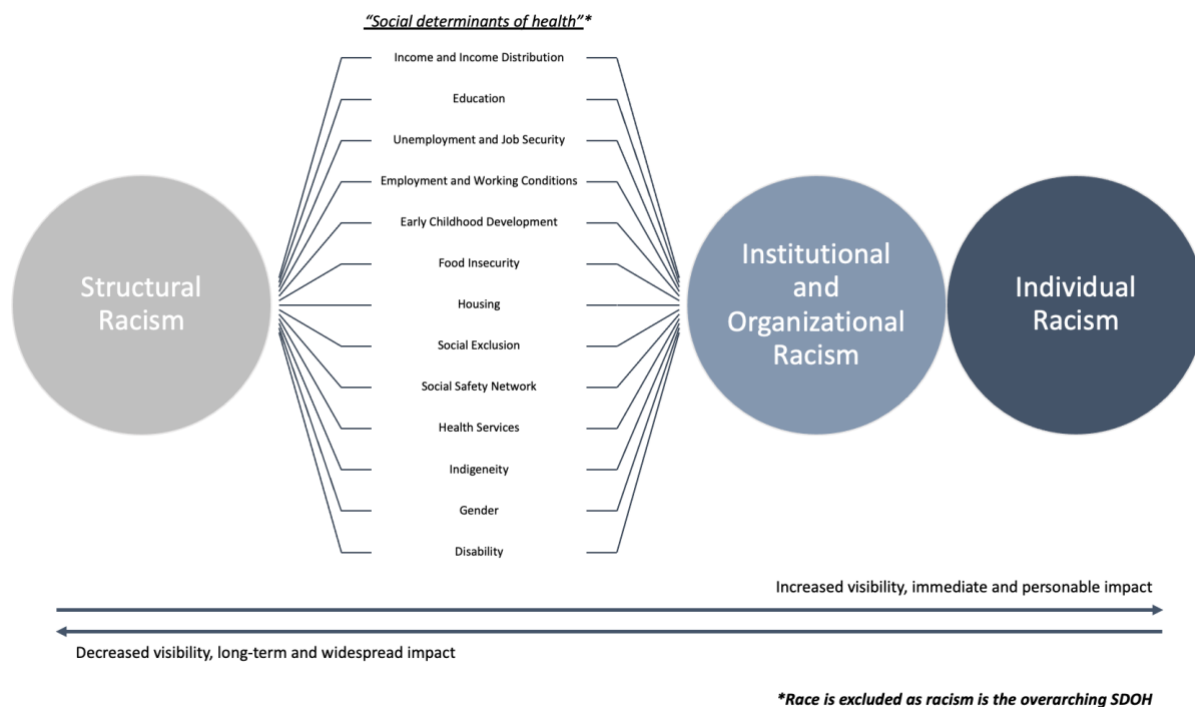 "Social determinants of health"*
Income and Income Distribution
Education
Unemployment and Job Security
Employment and Working Conditions
Early Childhood Development
Food Insecurity
Housing
Social Exclusion
Social Safety Network
Health Services
Indigeneity
Gender
Disability
Structural
Racism
Institutional
and
Organizational
Racism
Individual
Racism
Increased visibility, immediate and personable impact
Decreased visibility, long-term and widespread impact
*Race is excluded as racism is the overarching SDOH